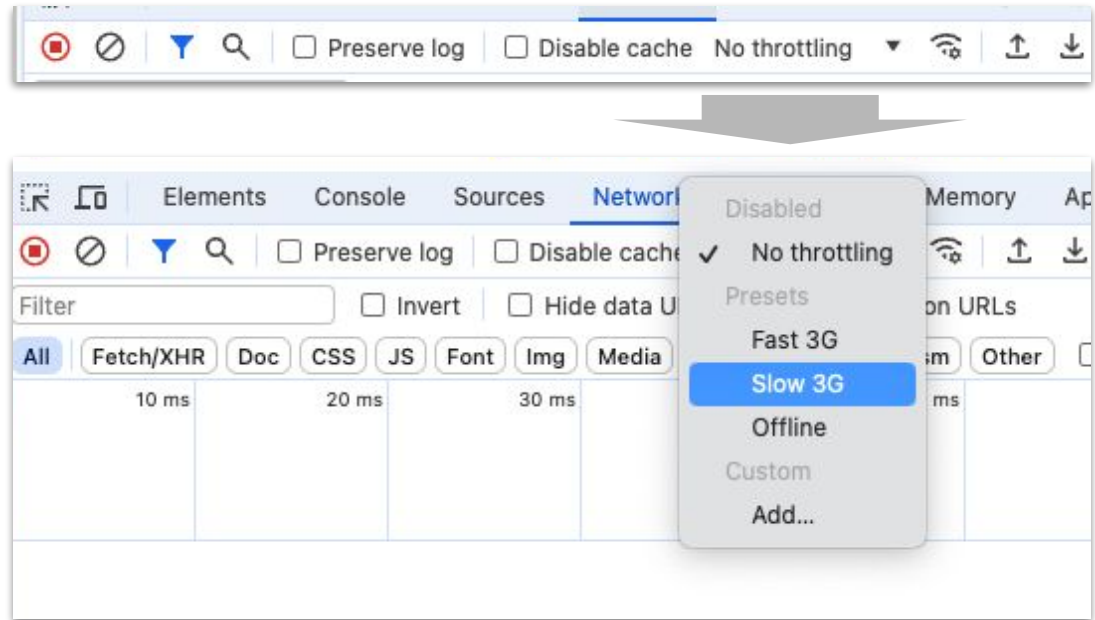 Preserve log Disable cache No throttling
Elements Console Sources Network Memory Ap
Preserve log Disable cache
Filter Invert Hide data U on URLs
All Fetch/XHR Doc CSS JS Font Img Media sm Other
10 ms 20 ms 30 ms ms
Disabled
No throttling
Presets
Fast 3G
Slow 3G
Offline
Custom
Add...